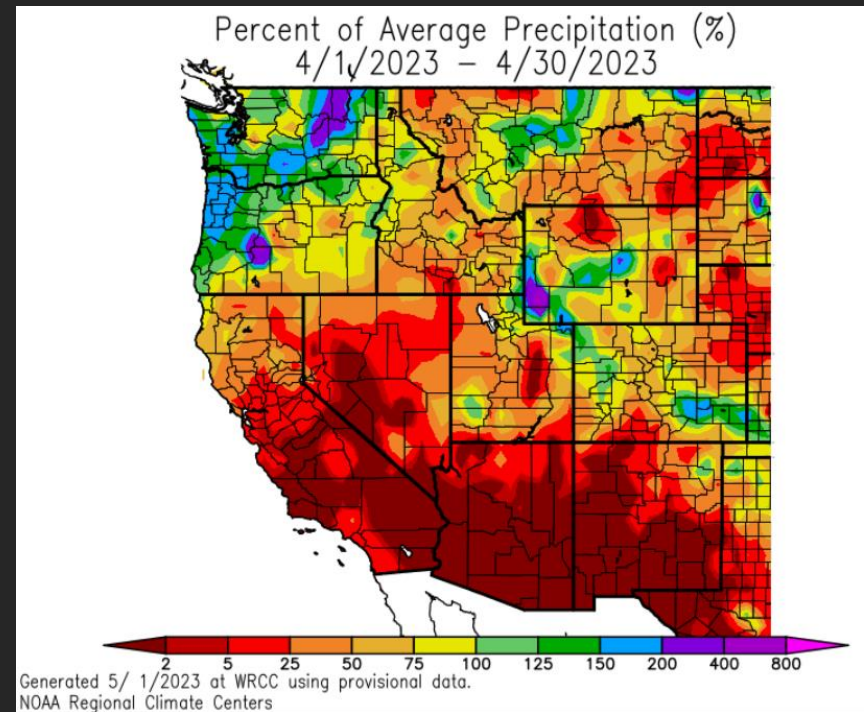 Percent of Average Precipitation (%)
4/1/2023 – 4/30/2023
2 5 25 50 75 100 125 150 200 400 800
Generated 5/ 1/2023 at WRCC using provisional data.
NOAA Regional Climate Centers